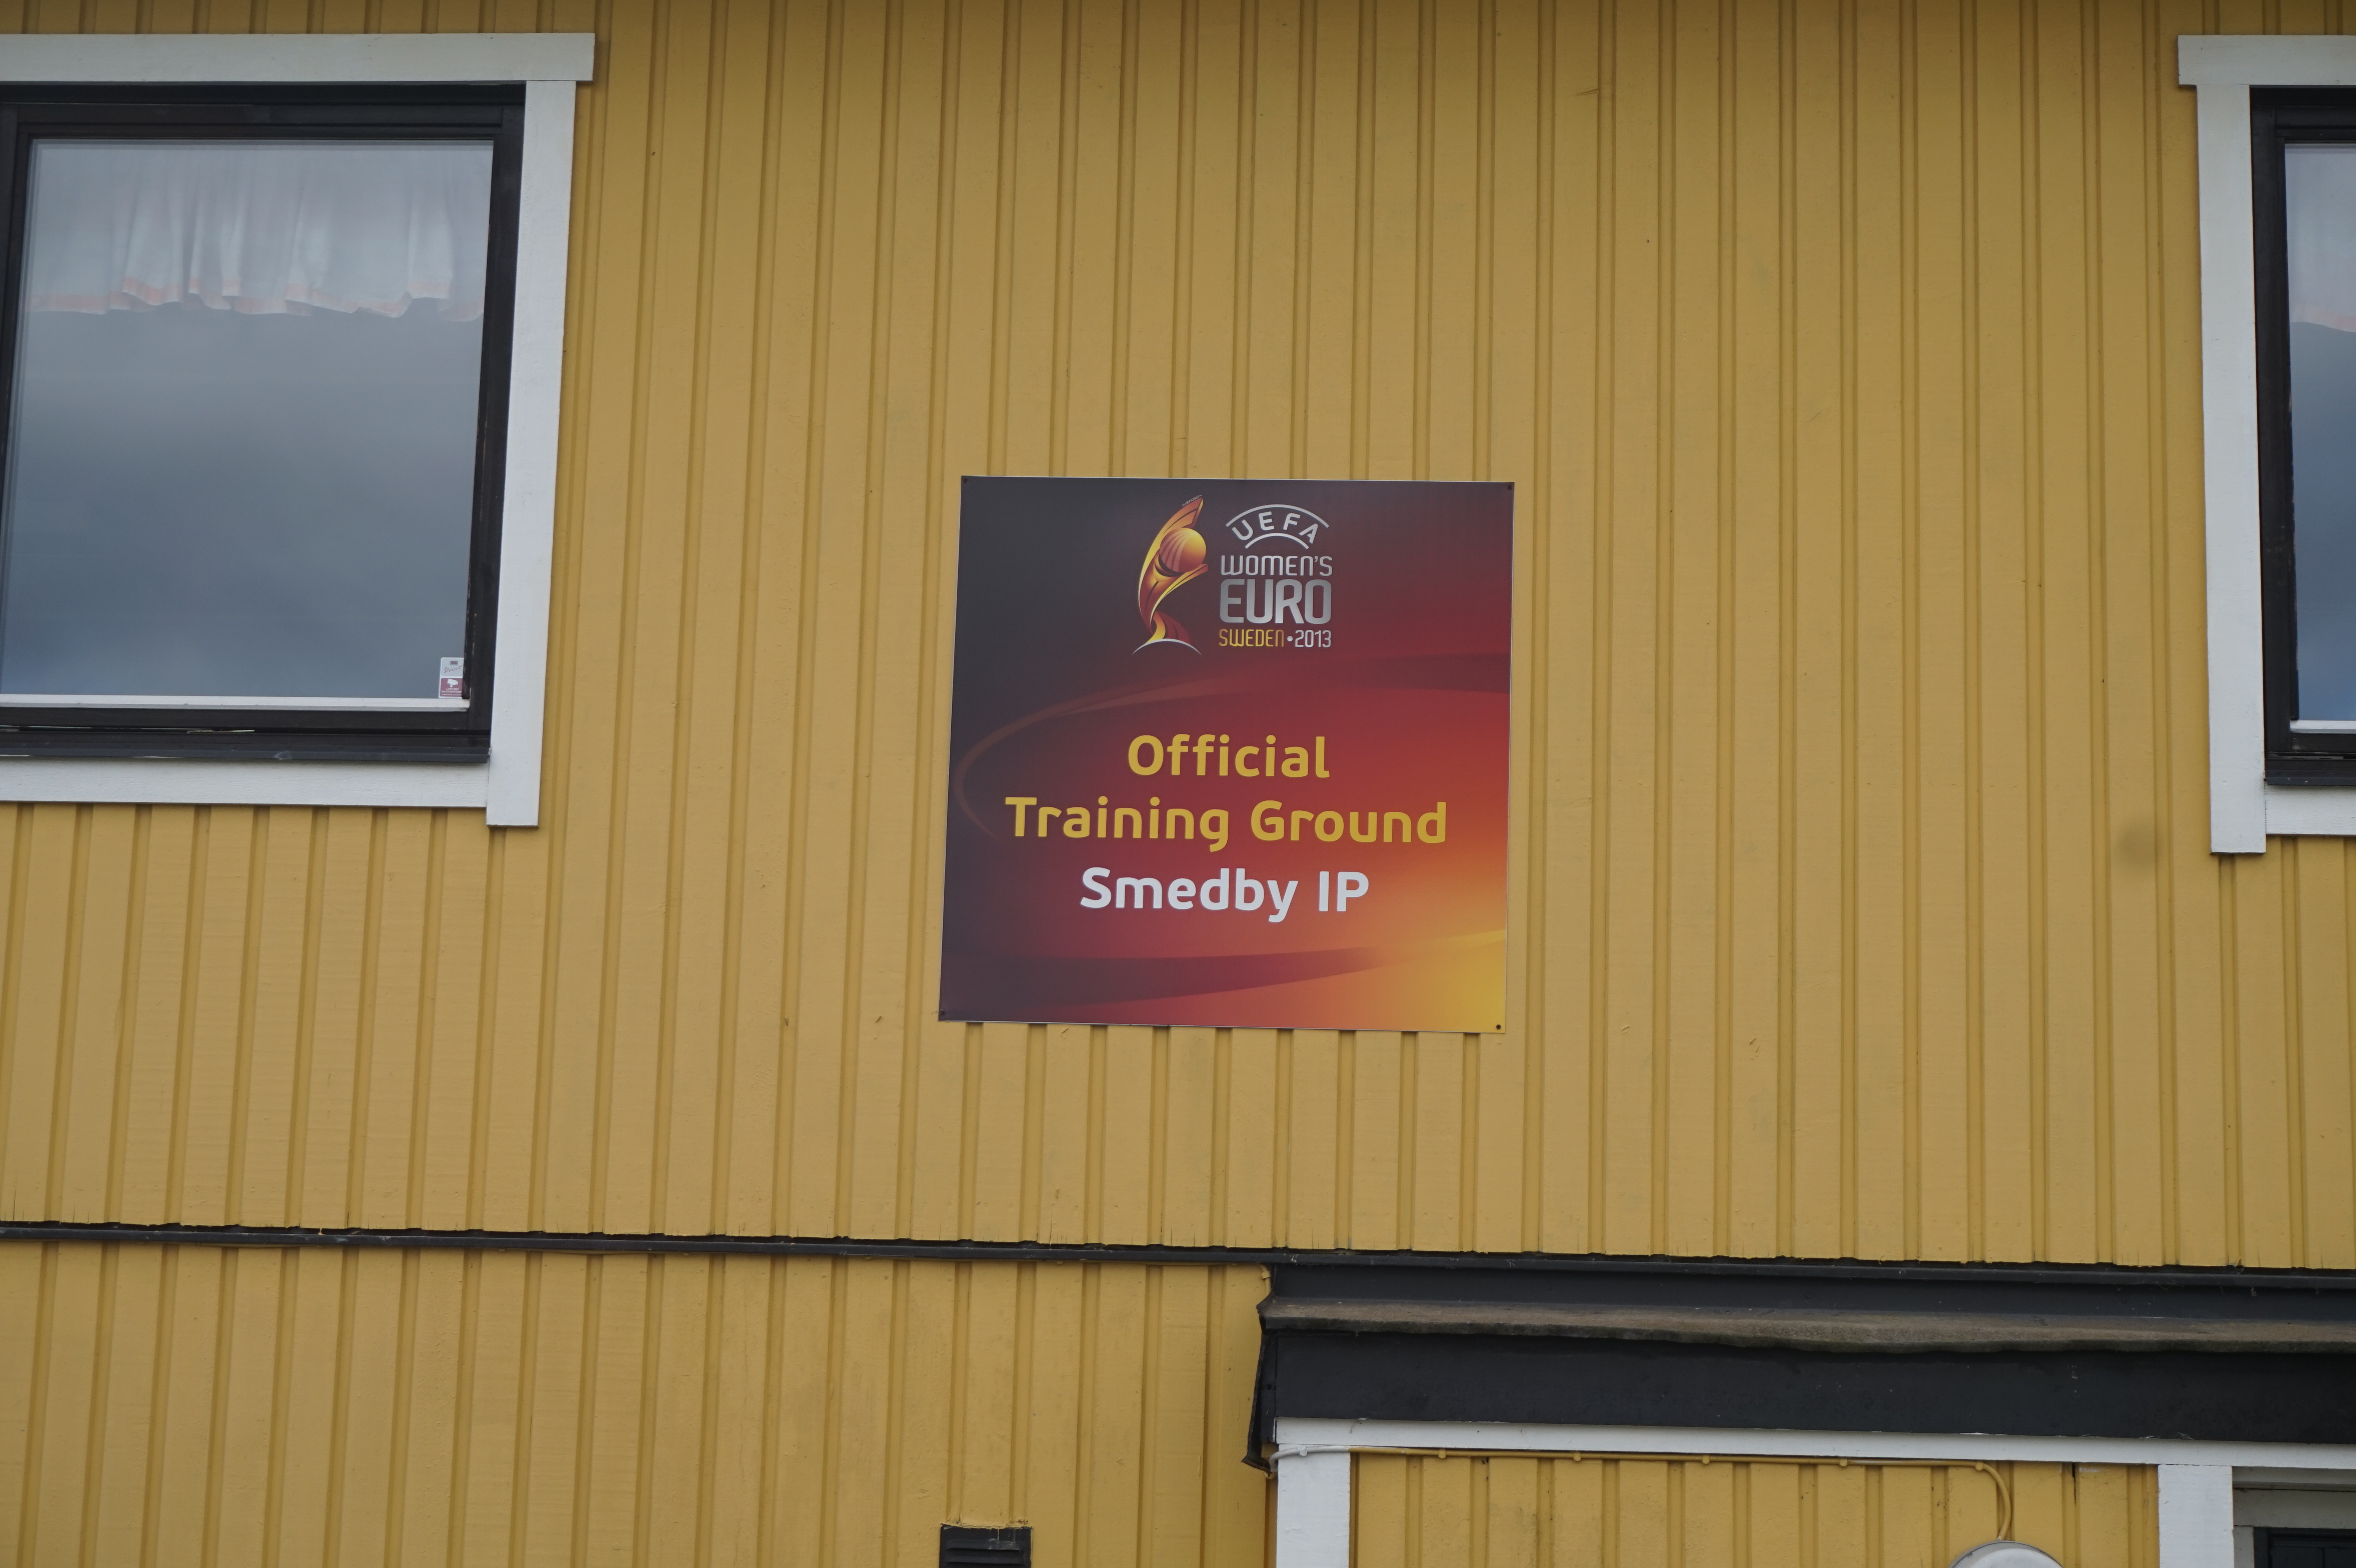 UEFA
WOMEN'S
EURO
SWEDEN•2013
Official
Training Ground
Smedby IP